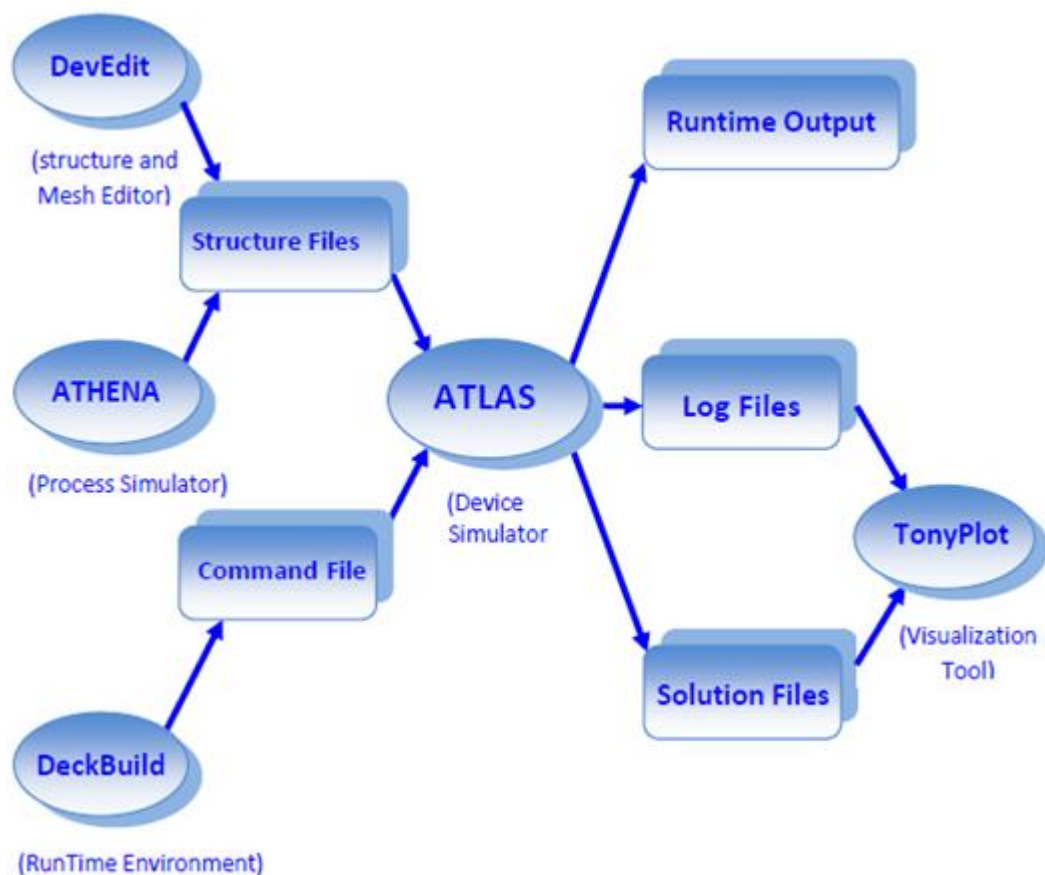 DevEdit
(structure and
Mesh Editor)
Structure Files
ATHENA
(Process Simulator)
Command File
DeckBuild
(RunTime Environment)
ATLAS
(Device
Simulator
Runtime Output
Log Files
Solution Files
TonyPlot
(Visualization
Tool)